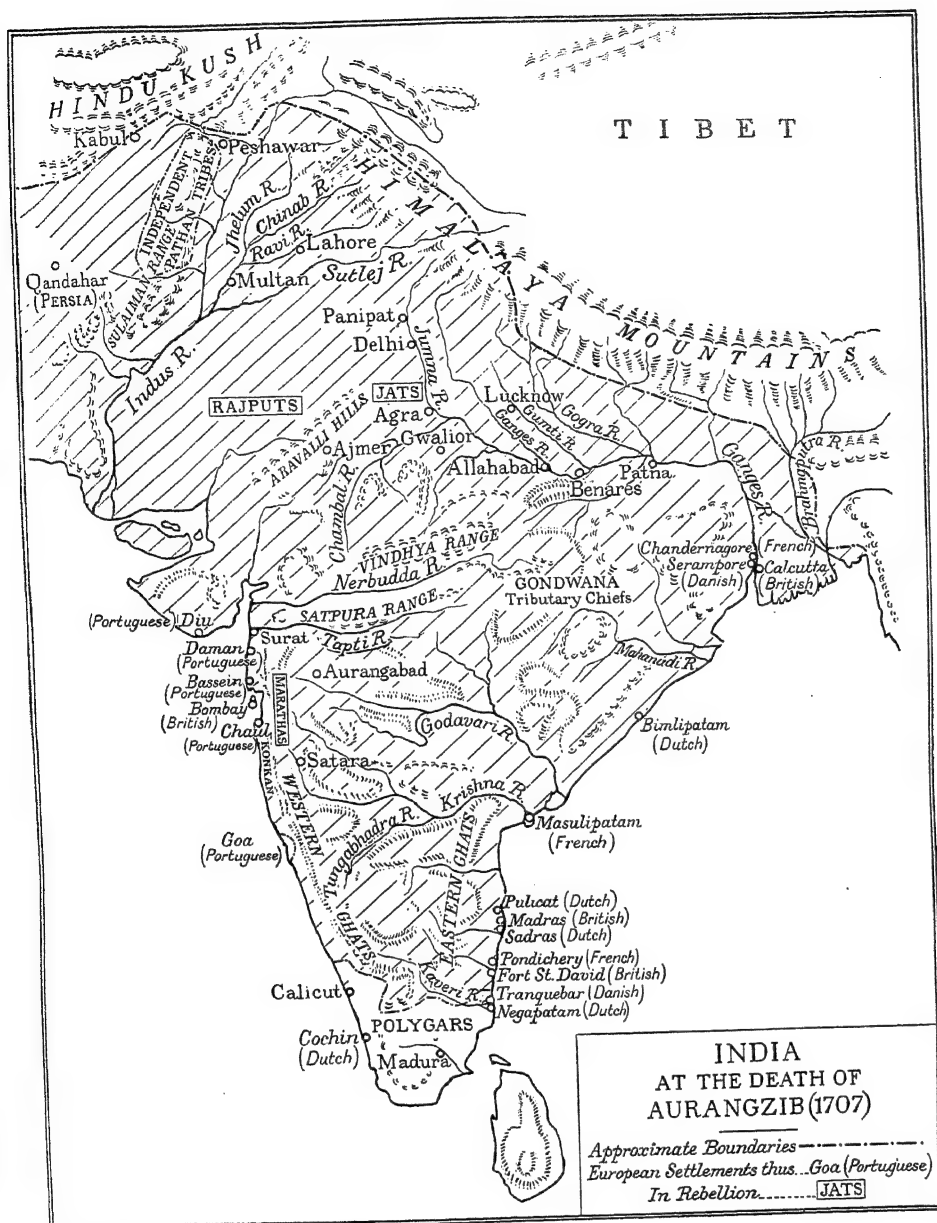 HINDU KUSH
TIBET
Kabul
Peshawar
INDEPENDENT
PATHAN TRIBES
SULAIMAN RANGE
HIMALAYA MOUNTAINS
Jhelum R.
Chinab R.
Ravi R.
Lahore
Multan
Sutlej R.
Qandahar
(PERSIA)
Indus R.
Panipat
Delhi
Jumna R.
RAJPUTS
JATS
Agra
Lucknow
Gumti R.
Gogra R.
Ganges R.
ARAVALLI HILLS
Ajmer
Gwalior
Chambal R.
Allahabad
Benares
Patna
Ganges R.
Brahmgputra R.
VINDHYA RANGE
Nerbudda R.
Chandernagore (French)
Serampore (Danish)
Calcutta (British)
GONDWANA
Tributary Chiefs
SATPURA RANGE
(Portuguese) Diu
Surat
Tapti R.
Mahanadi R.
Daman
(Portuguese)
Aurangabad
Bassein
(Portuguese)
MARATHAS
Bombay
(British)
Chaul
(Portuguese)
KONKAN
Godavari R.
Bimlipatam
(Dutch)
Satara
WESTERN GHATS
Krishna R.
Tungabhadra R.
EASTERN GHATS
Masulipatam
(French)
Goa
(Portuguese)
Pulicat (Dutch)
Madras (British)
Sadras (Dutch)
Pondichery (French)
Fort St. David (British)
Kaveri R.
Tranquebar (Danish)
Negapatam (Dutch)
Calicut
POLYGARS
Cochin
(Dutch)
Madura
INDIA
AT THE DEATH OF
AURANGZIB (1707)
Approximate Boundaries
European Settlements thus...Goa (Portuguese)
In Rebellion........JATS